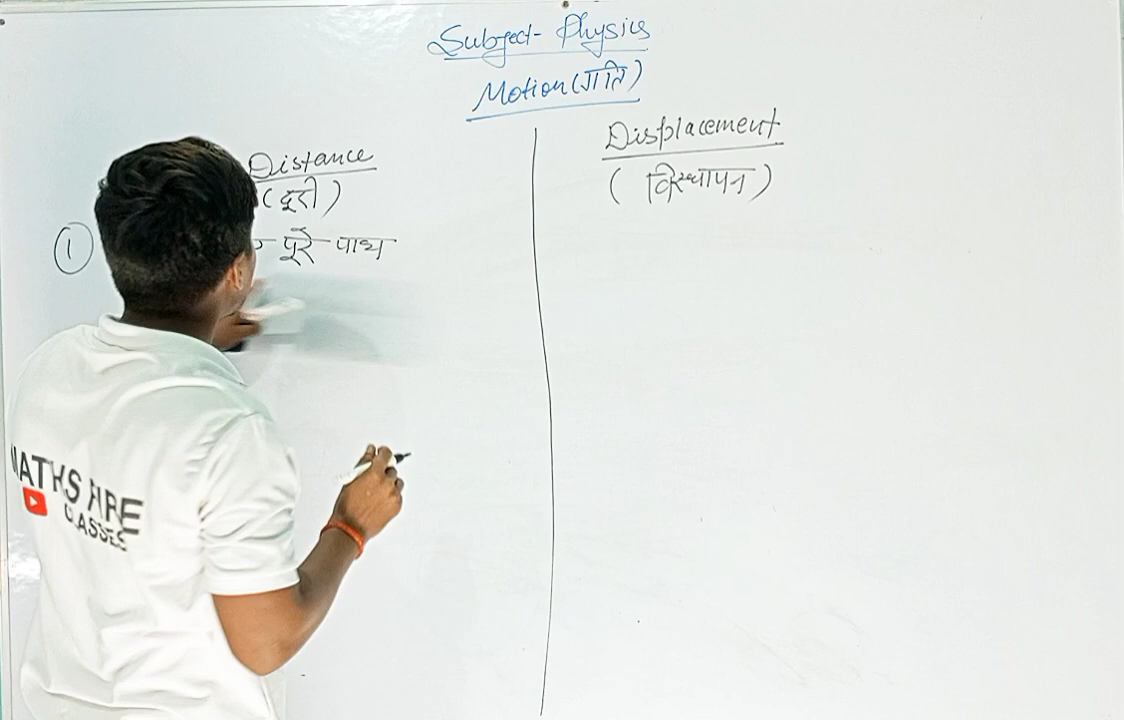 Subject- Physics
Motion (गति)
Distance
(दूरी)
① पूरे पाथ
Displacement
(विस्थापन)
MATHS FIRE
CLASSES